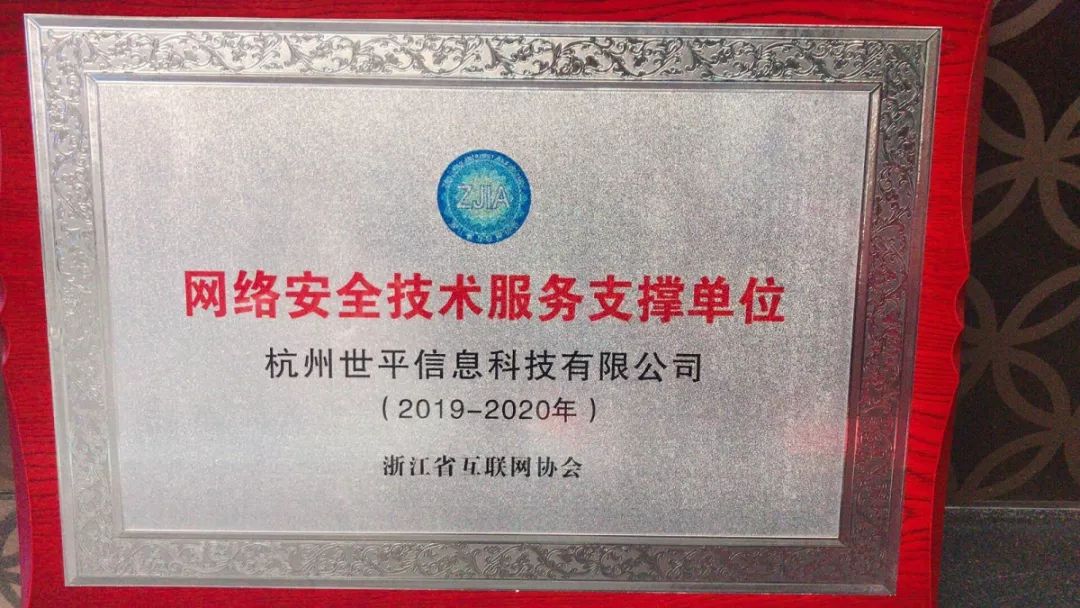 ZJIA
网络安全技术服务支撑单位
杭州世平信息科技有限公司
（2019-2020年）
浙江省互联网协会